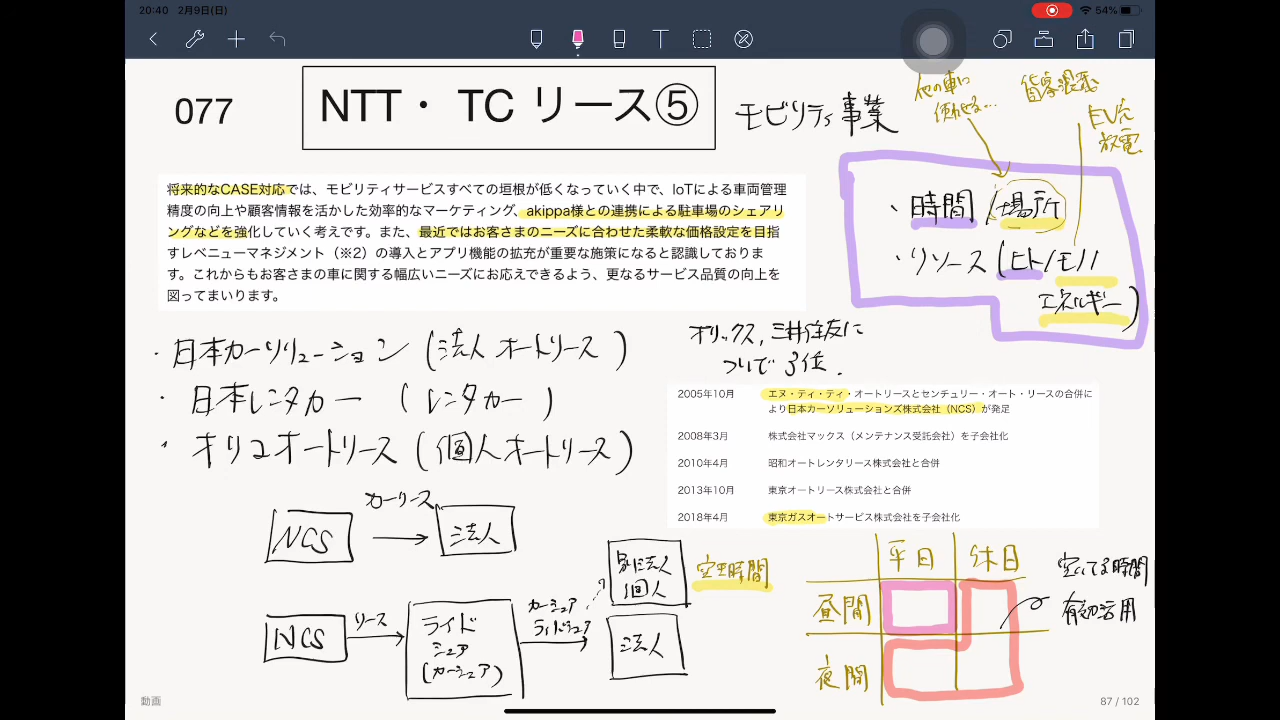 20:40 2月9日(日)
54%
077
NTT・ TC リース⑤
モビリティ事業
他の車に
貨客混載
EV充
放電
・時間/場所
・リソース(ヒト/モノ/
エネルギー)
将来的なCASE対応では、モビリティサービスすべての垣根が低くなっていく中で、IoTによる車両管理
精度の向上や顧客情報を活かした効率的なマーケティング、akippa様との連携による駐車場のシェアリ
ングなどを強化していく考えです。また、最近ではお客さまのニーズに合わせた柔軟な価格設定を目指
すレベニューマネジメント（※2）の導入とアプリ機能の拡充が重要な施策になると認識しておりま
す。これからもお客さまの車に関する幅広いニーズにお応えできるよう、更なるサービス品質の向上を
図ってまいります。
・日本カーソリューション (法人オートリース)
・日本レンタカー (レンタカー)
・オリコオートリース (個人オートリース)
オリックス, 三井住友に
ついで3位.
2005年10月 エヌ・ティ・ティ・オートリースとセンチュリー・オート・リースの合併に
より日本カーソリューションズ株式会社（NCS）が発足
2008年3月 株式会社マックス（メンテナンス受託会社）を子会社化
2010年4月 昭和オートレンタリース株式会社と合併
2013年10月 東京オートリース株式会社と合併
2018年4月 東京ガスオートサービス株式会社を子会社化
NCS カーリース 法人
NCS リース ライド
シェア
(カーシェア)
カーシェア
ライドシェア
別法人
個人
法人
空き時間
平日 休日
昼間
夜間
空いてる時間
有効活用
動画
87 / 102